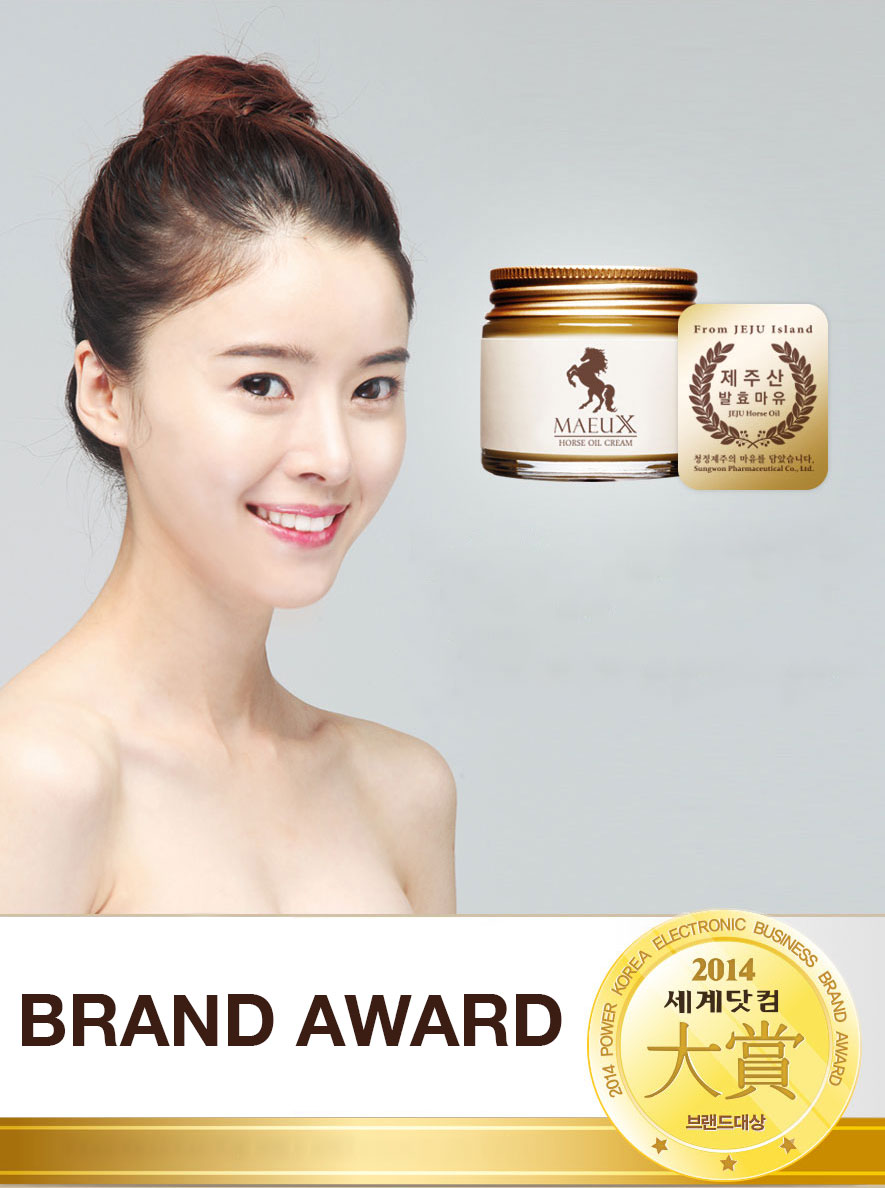 MAEUX
HORSE OIL CREAM
From JEJU Island
제주산
발효마유
JEJU Horse Oil
청정제주의 마유를 담았습니다.
Sungwon Pharmaceutical Co., Ltd.
BRAND AWARD
2014 POWER KOREA ELECTRONIC BUSINESS BRAND AWARD
2014
세계닷컴
大賞
브랜드대상